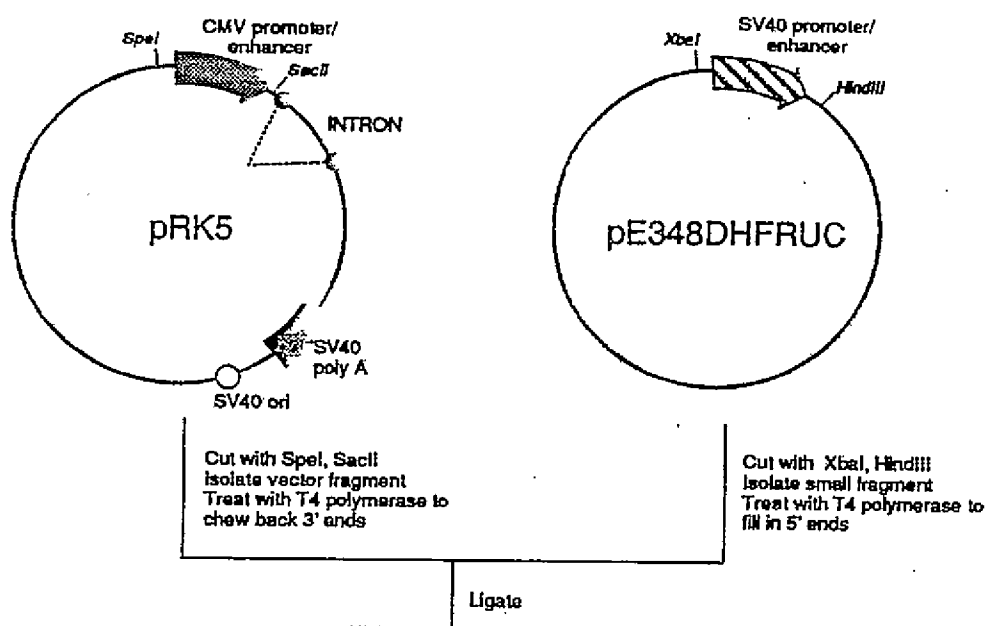 CMV promoter/
enhancer
SpeI
SacII
INTRON
pRK5
SV40
poly A
SV40 ori
SV40 promoter/
enhancer
XbeI
HindIII
pE348DHFRUC
Cut with SpeI, SacII
Isolate vector fragment
Treat with T4 polymerase to
chew back 3' ends
Cut with XbaI, HindIII
Isolate small fragment
Treat with T4 polymerase to
fill in 5' ends
Ligate